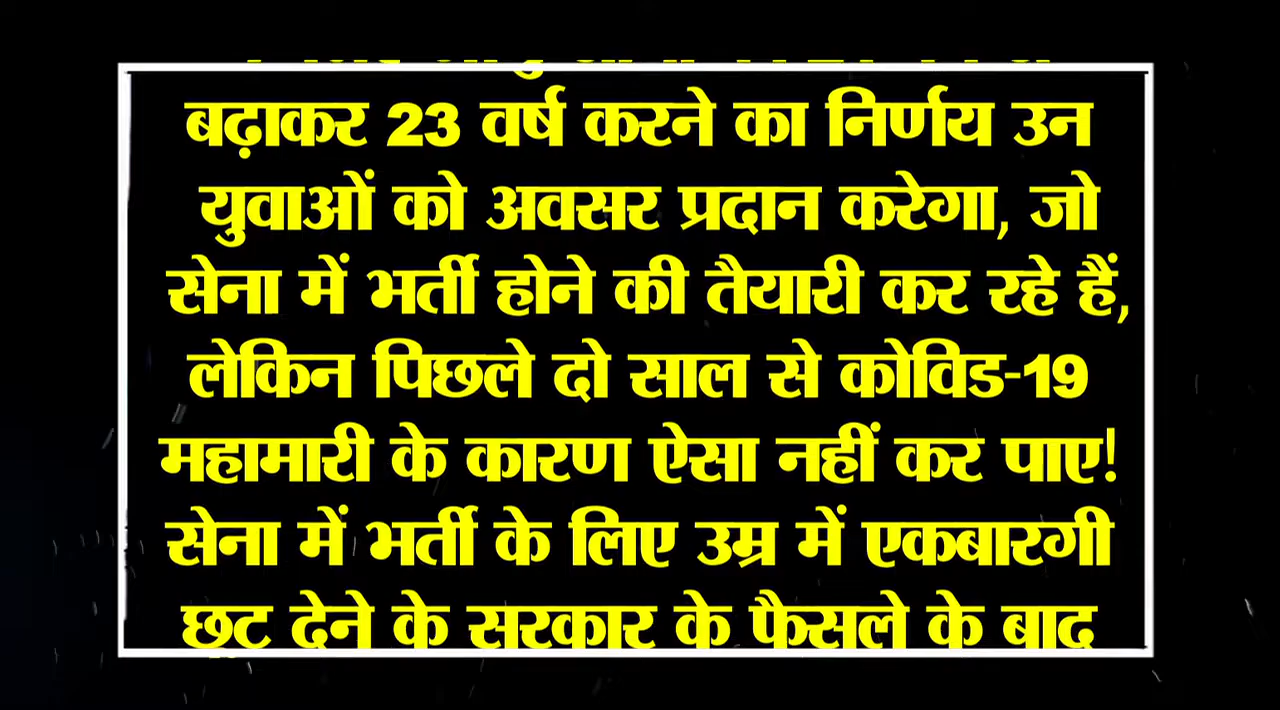 बढ़ाकर 23 वर्ष करने का निर्णय उन
युवाओं को अवसर प्रदान करेगा, जो
सेना में भर्ती होने की तैयारी कर रहे हैं,
लेकिन पिछले दो साल से कोविड-19
महामारी के कारण ऐसा नहीं कर पाए!
सेना में भर्ती के लिए उम्र में एकबारगी
छूट देने के सरकार के फैसले के बाद